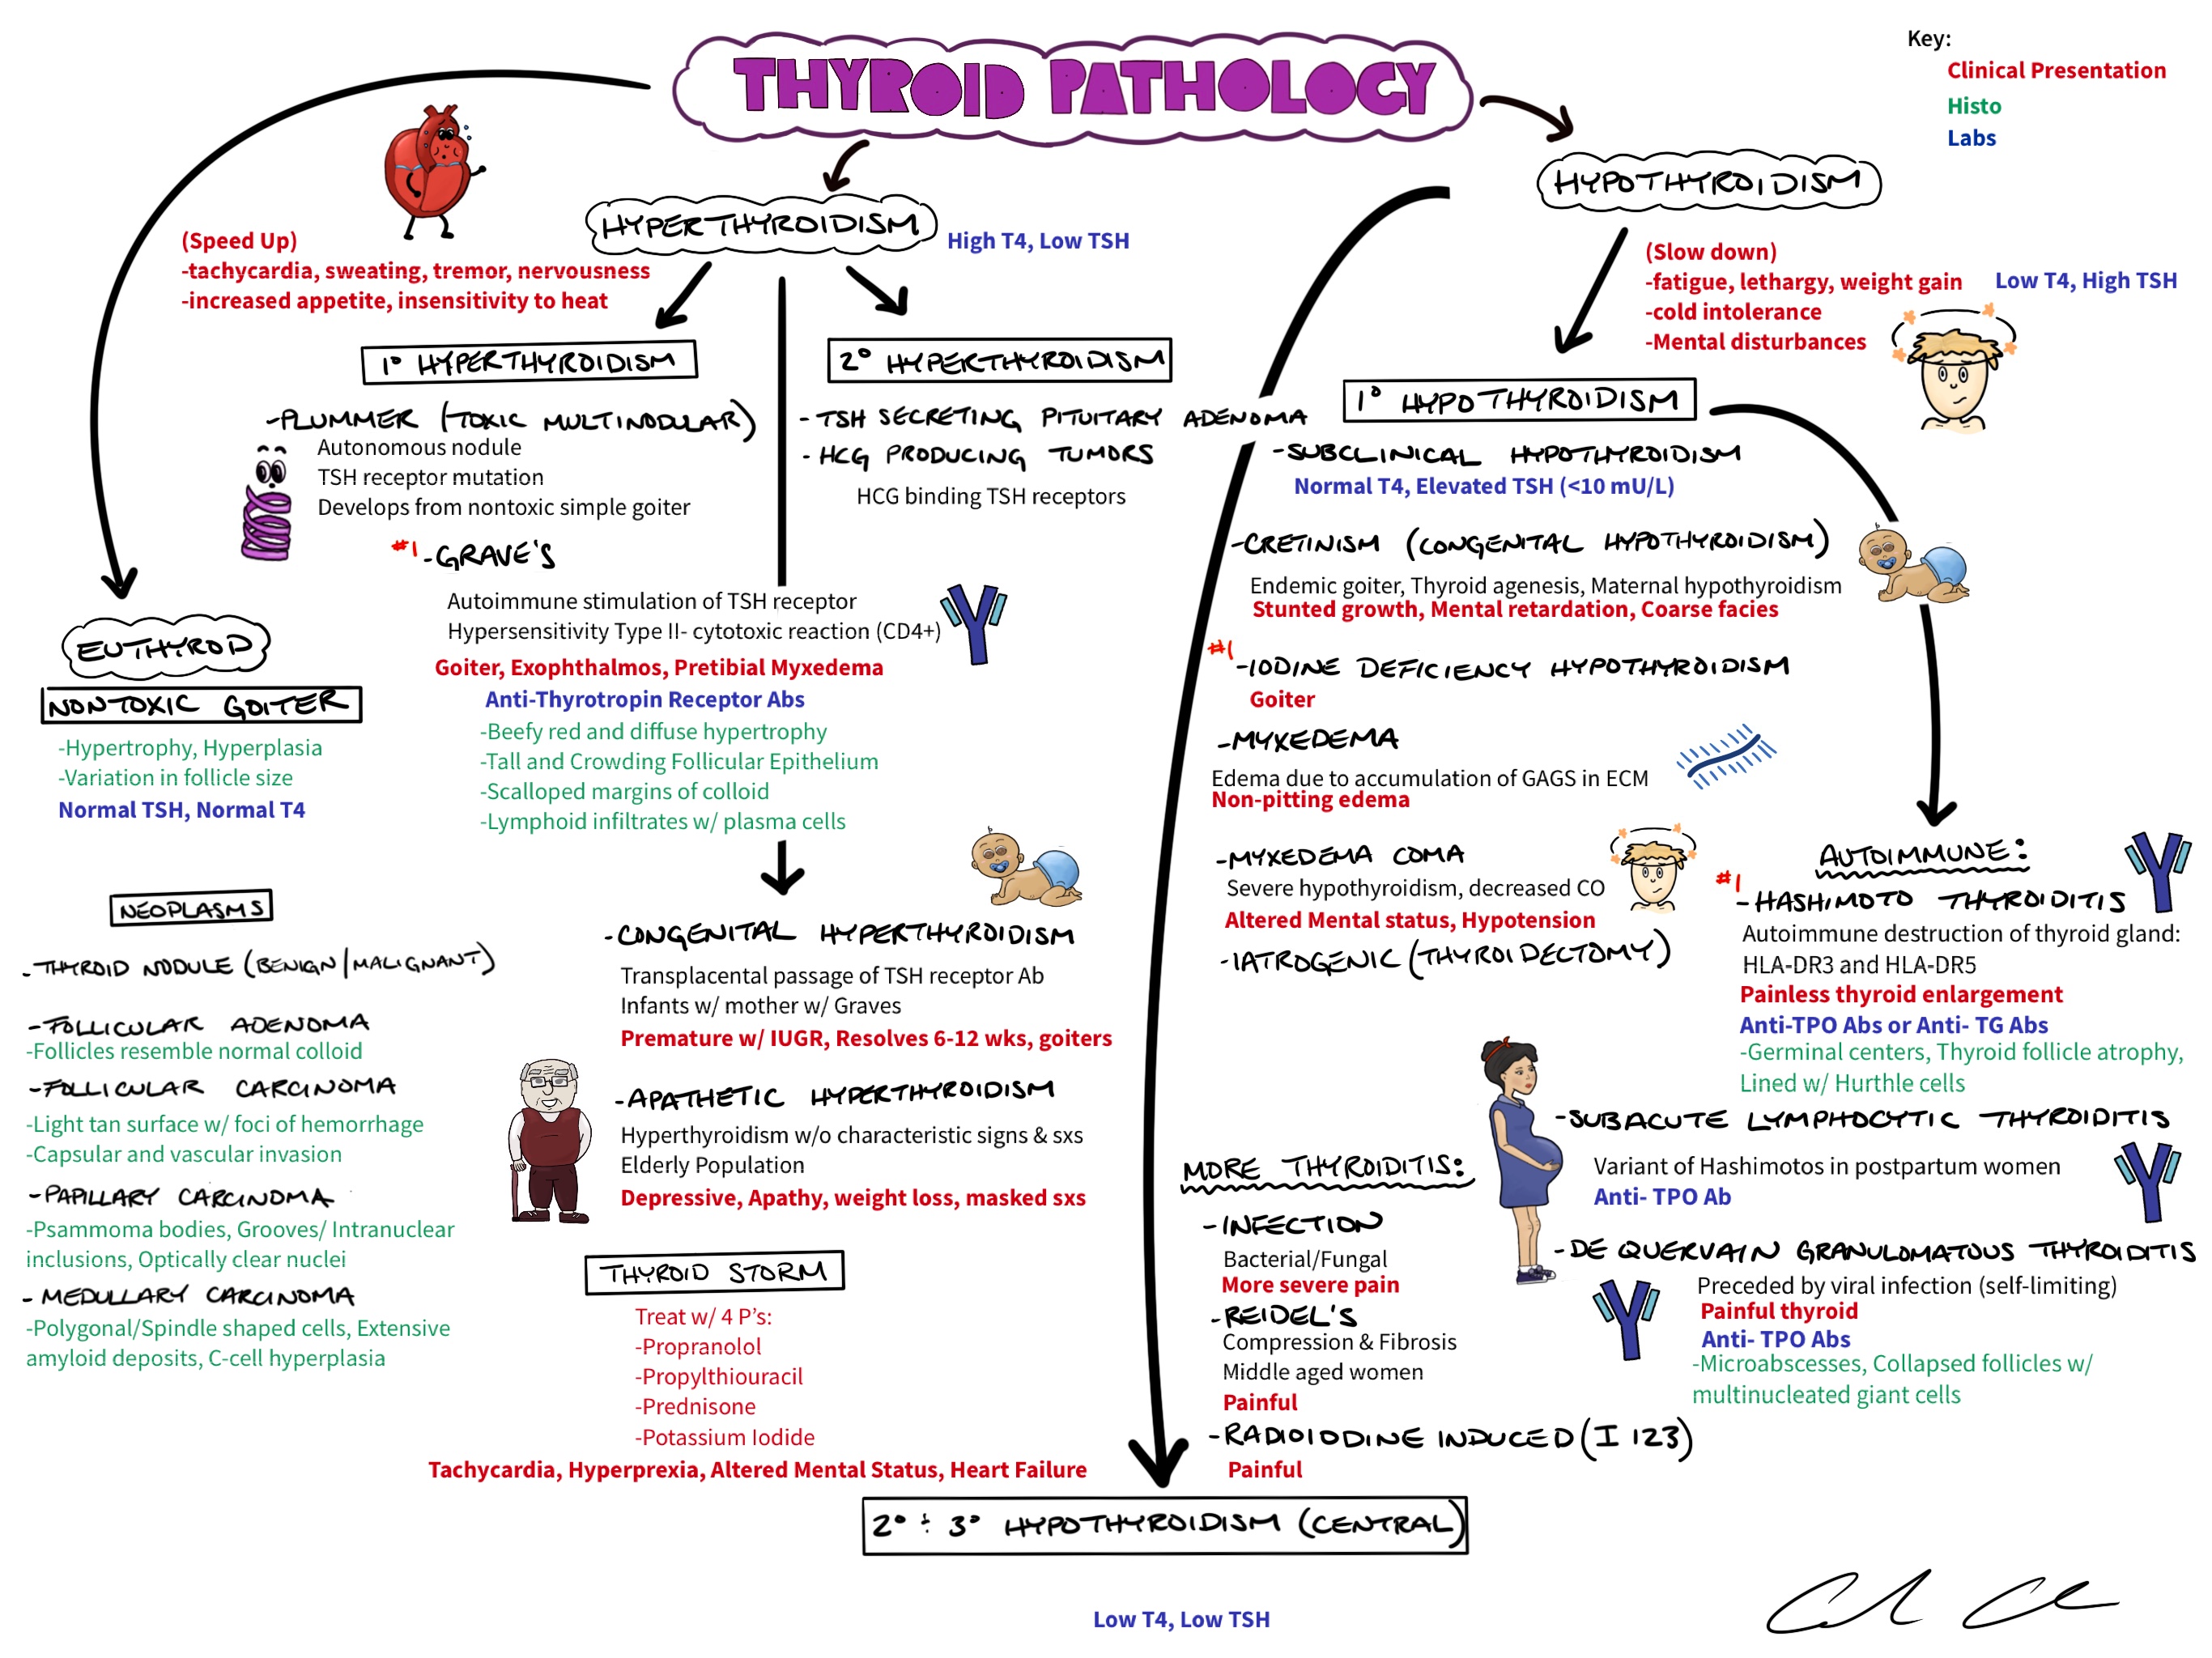 THYROID PATHOLOGY
Key:
Clinical Presentation
Histo
Labs
HYPERTHYROIDISM
High T4, Low TSH
(Speed Up)
-tachycardia, sweating, tremor, nervousness
-increased appetite, insensitivity to heat
1° HYPERTHYROIDISM
-PLUMMER (TOXIC MULTINODULAR)
Autonomous nodule
TSH receptor mutation
Develops from nontoxic simple goiter
#1 -GRAVE'S
Autoimmune stimulation of TSH receptor
Hypersensitivity Type II- cytotoxic reaction (CD4+)
Goiter, Exophthalmos, Pretibial Myxedema
Anti-Thyrotropin Receptor Abs
-Beefy red and diffuse hypertrophy
-Tall and Crowding Follicular Epithelium
-Scalloped margins of colloid
-Lymphoid infiltrates w/ plasma cells
2° HYPERTHYROIDISM
- TSH SECRETING PITUITARY ADENOMA
- HCG PRODUCING TUMORS
HCG binding TSH receptors
-CONGENITAL HYPERTHYROIDISM
Transplacental passage of TSH receptor Ab
Infants w/ mother w/ Graves
Premature w/ IUGR, Resolves 6-12 wks, goiters
-APATHETIC HYPERTHYROIDISM
Hyperthyroidism w/o characteristic signs & sxs
Elderly Population
Depressive, Apathy, weight loss, masked sxs
THYROID STORM
Treat w/ 4 P's:
-Propranolol
-Propylthiouracil
-Prednisone
-Potassium Iodide
Tachycardia, Hyperprexia, Altered Mental Status, Heart Failure
EUTHYROD
NONTOXIC GOITER
-Hypertrophy, Hyperplasia
-Variation in follicle size
Normal TSH, Normal T4
NEOPLASMS
-THYROID NODULE (BENIGN/MALIGNANT)
-FOLLICULAR ADENOMA
-Follicles resemble normal colloid
-FOLLICULAR CARCINOMA
-Light tan surface w/ foci of hemorrhage
-Capsular and vascular invasion
-PAPILLARY CARCINOMA
-Psammoma bodies, Grooves/ Intranuclear
inclusions, Optically clear nuclei
- MEDULLARY CARCINOMA
-Polygonal/Spindle shaped cells, Extensive
amyloid deposits, C-cell hyperplasia
HYPOTHYROIDISM
(Slow down)
-fatigue, lethargy, weight gain
-cold intolerance
-Mental disturbances
Low T4, High TSH
1° HYPOTHYROIDISM
-SUBCLINICAL HYPOTHYROIDISM
Normal T4, Elevated TSH (<10 mU/L)
-CRETINISM (CONGENITAL HYPOTHYROIDISM)
Endemic goiter, Thyroid agenesis, Maternal hypothyroidism
Stunted growth, Mental retardation, Coarse facies
#1 -IODINE DEFICIENCY HYPOTHYROIDISM
Goiter
-MYXEDEMA
Edema due to accumulation of GAGS in ECM
Non-pitting edema
-MYXEDEMA COMA
Severe hypothyroidism, decreased CO
Altered Mental status, Hypotension
-IATROGENIC (THYROIDECTOMY)
AUTOIMMUNE:
#1 -HASHIMOTO THYROIDITIS
Autoimmune destruction of thyroid gland:
HLA-DR3 and HLA-DR5
Painless thyroid enlargement
Anti-TPO Abs or Anti- TG Abs
-Germinal centers, Thyroid follicle atrophy,
Lined w/ Hurthle cells
-SUBACUTE LYMPHOCYTIC THYROIDITIS
Variant of Hashimotos in postpartum women
Anti- TPO Ab
-DE QUERVAIN GRANULOMATOUS THYROIDITIS
Preceded by viral infection (self-limiting)
Painful thyroid
Anti- TPO Abs
-Microabscesses, Collapsed follicles w/
multinucleated giant cells
MORE THYROIDITIS:
-INFECTION
Bacterial/Fungal
More severe pain
-REIDEL'S
Compression & Fibrosis
Middle aged women
Painful
-RADIOIODINE INDUCED (I 123)
Painful
2° ÷ 3° HYPOTHYROIDISM (CENTRAL)
Low T4, Low TSH